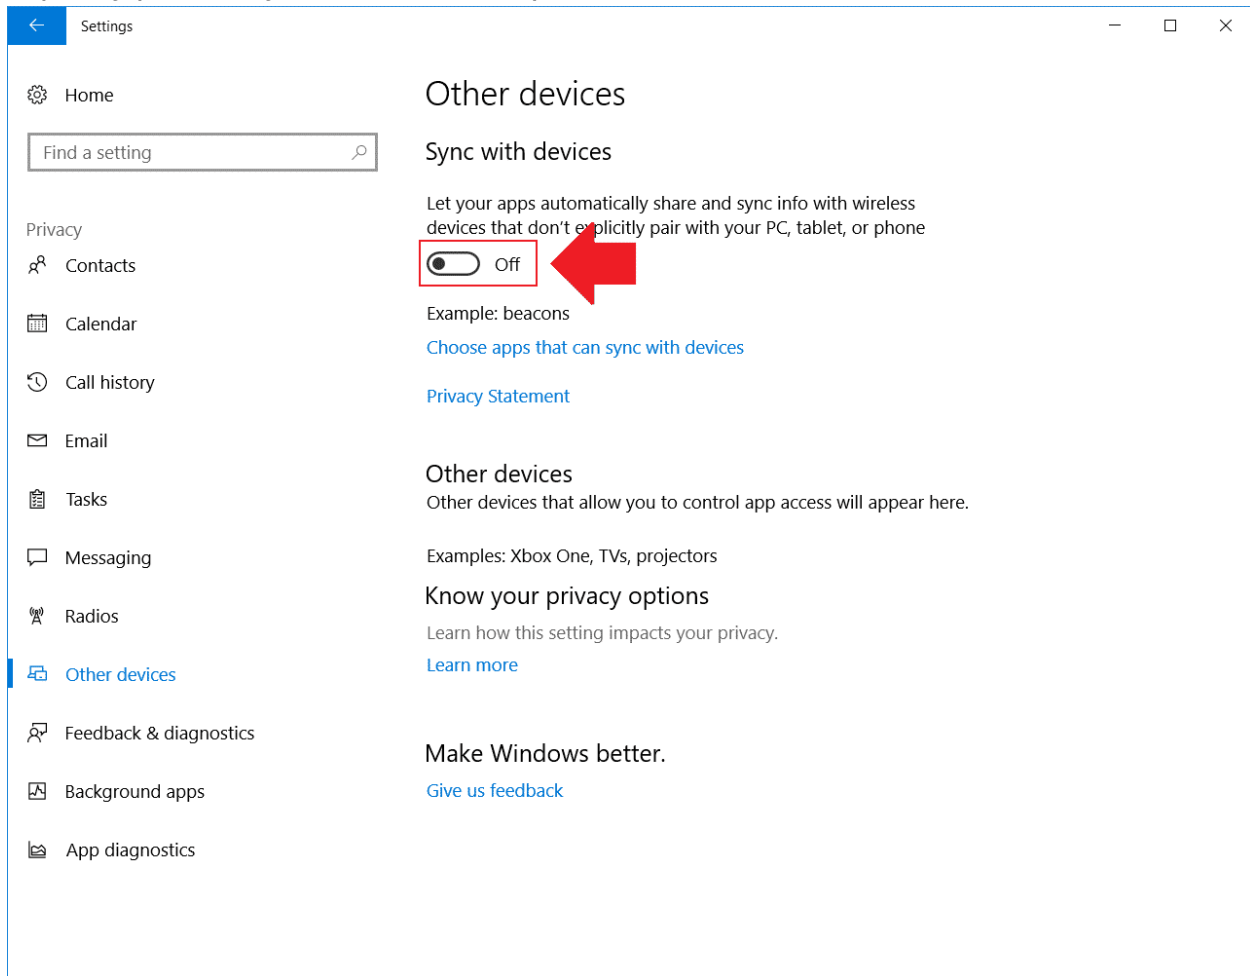 Settings
Home
Find a setting
Privacy
Contacts
Calendar
Call history
Email
Tasks
Messaging
Radios
Other devices
Feedback & diagnostics
Background apps
App diagnostics
Other devices
Sync with devices
Let your apps automatically share and sync info with wireless
devices that don't explicitly pair with your PC, tablet, or phone
Off
Example: beacons
Choose apps that can sync with devices
Privacy Statement
Other devices
Other devices that allow you to control app access will appear here.
Examples: Xbox One, TVs, projectors
Know your privacy options
Learn how this setting impacts your privacy.
Learn more
Make Windows better.
Give us feedback